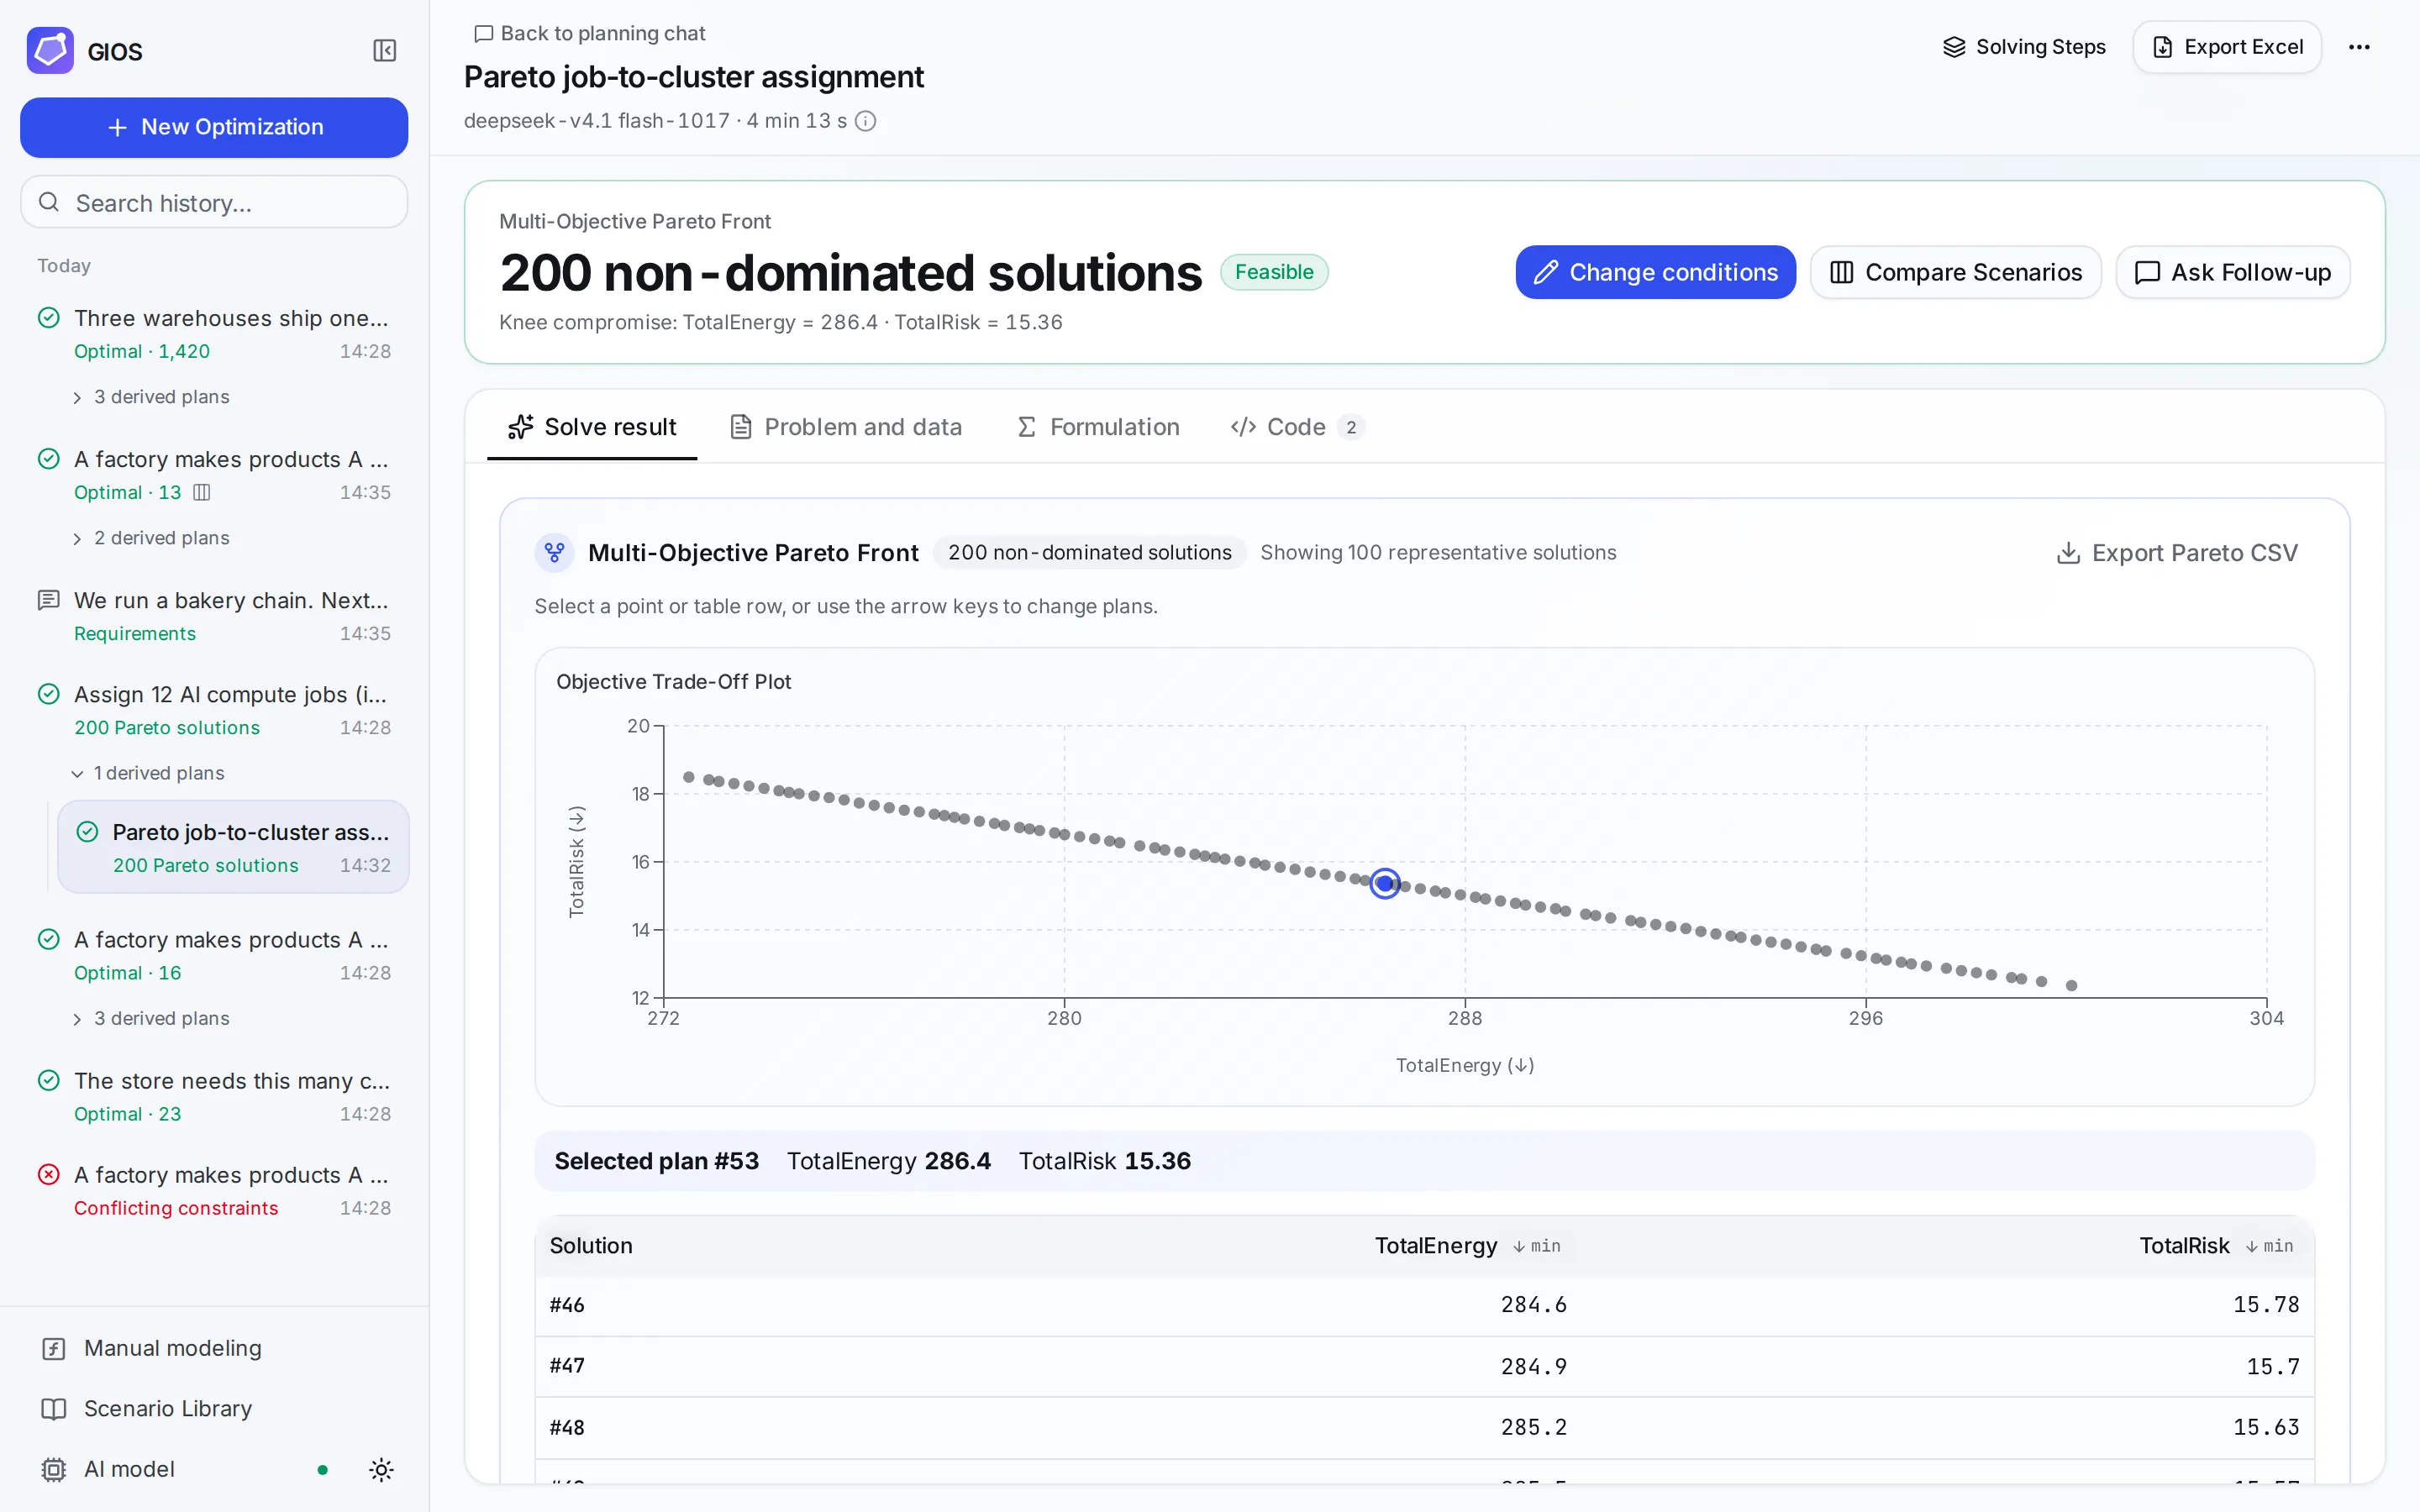 GIOS
New Optimization
Search history...
Today
Three warehouses ship one...
Optimal · 1,420 14:28
3 derived plans
A factory makes products A ...
Optimal · 13 14:35
2 derived plans
We run a bakery chain. Next...
Requirements 14:35
Assign 12 AI compute jobs (i...
200 Pareto solutions 14:28
1 derived plans
Pareto job-to-cluster ass...
200 Pareto solutions 14:32
A factory makes products A ...
Optimal · 16 14:28
3 derived plans
The store needs this many c...
Optimal · 23 14:28
A factory makes products A ...
Conflicting constraints 14:28
Manual modeling
Scenario Library
AI model
Back to planning chat
Pareto job-to-cluster assignment
deepseek-v4.1 flash-1017 · 4 min 13 s
Solving Steps
Export Excel
Multi-Objective Pareto Front
200 non-dominated solutions Feasible
Knee compromise: TotalEnergy = 286.4 · TotalRisk = 15.36
Change conditions
Compare Scenarios
Ask Follow-up
Solve result
Problem and data
Formulation
Code 2
Multi-Objective Pareto Front 200 non-dominated solutions Showing 100 representative solutions
Export Pareto CSV
Select a point or table row, or use the arrow keys to change plans.
Objective Trade-Off Plot
20
18
16
14
12
TotalRisk (↓)
272 280 288 296 304
TotalEnergy (↓)
Selected plan #53 TotalEnergy 286.4 TotalRisk 15.36
Solution TotalEnergy ↓ min TotalRisk ↓ min
#46 284.6 15.78
#47 284.9 15.7
#48 285.2 15.63